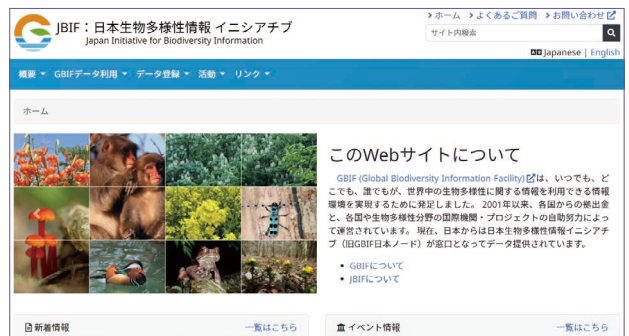 JBIF：日本生物多様性情報 イニシアチブ
Japan Initiative for Biodiversity Information
ホーム よくあるご質問 お問い合わせ
サイト内検索
Japanese | English
概要 GBIFデータ利用 データ登録 活動 リンク
ホーム
このWebサイトについて
GBIF (Global Biodiversity Information Facility)は、いつでも、ど
こでも、誰でもが、世界中の生物多様性に関する情報を利用できる情報
環境を実現するために発足しました。 2001年以来、各国からの拠出金
と、各国や生物多様性分野の国際機関・プロジェクトの自助努力によっ
て運営されています。 現在、日本からは日本生物多様性情報イニシアチ
ブ（旧GBIF日本ノード）が窓口となってデータ提供されています。
• GBIFについて
• JBIFについて
新着情報 一覧はこちら
イベント情報 一覧はこちら